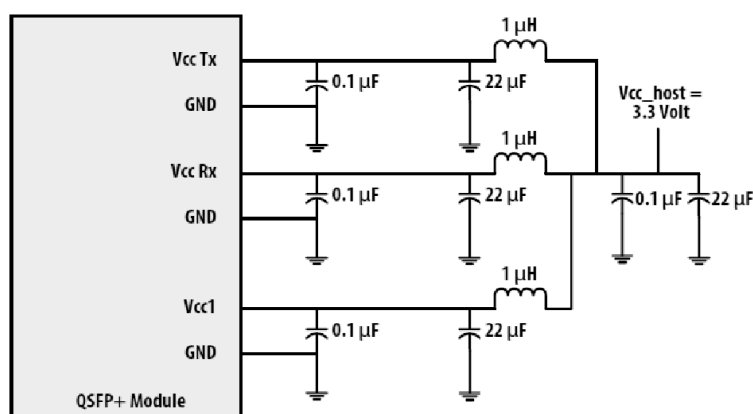 1 μH
Vcc Tx
0.1 μF
22 μF
GND
Vcc_host =
3.3 Volt
1 μH
Vcc Rx
0.1 μF
22 μF
0.1 μF
22 μF
GND
1 μH
Vcc1
0.1 μF
22 μF
GND
QSFP+ Module